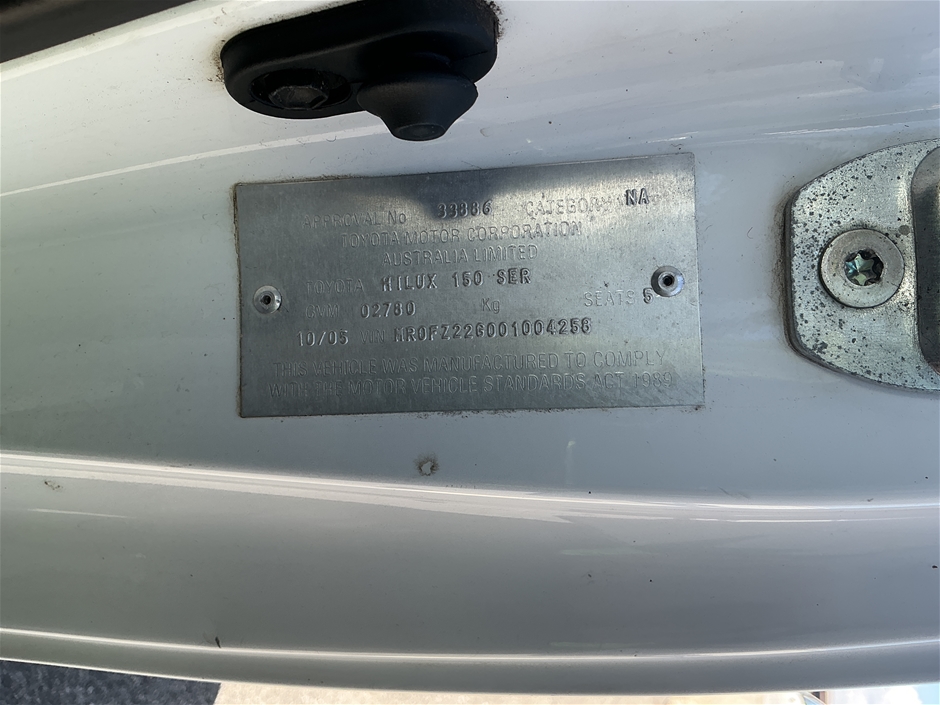 APPROVAL No 33886 CATEGORY NA
TOYOTA MOTOR CORPORATION
AUSTRALIA LIMITED
TOYOTA HILUX 150 SER
GVM 02780 Kg SEATS 5
10/05 VIN MR0FZ22G001004258
THIS VEHICLE WAS MANUFACTURED TO COMPLY
WITH THE MOTOR VEHICLE STANDARDS ACT 1989